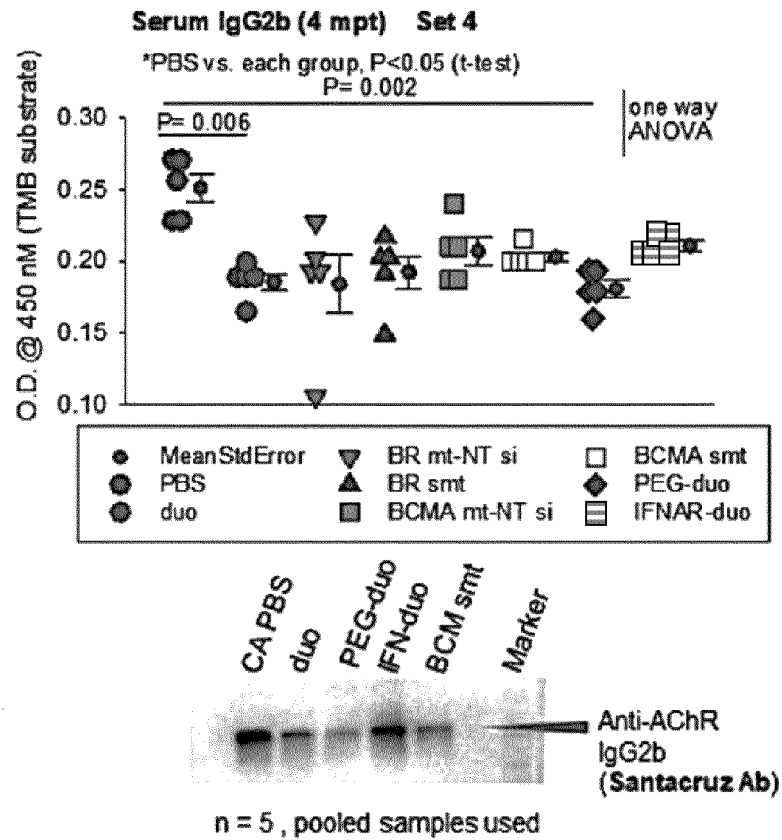 Serum IgG2b (4 mpt) Set 4
*PBS vs. each group, P<0.05 (t-test)
P= 0.002
one way
ANOVA
P= 0.006
O.D. @ 450 nM (TMB substrate)
0.30
0.25
0.20
0.15
0.10
MeanStdError
PBS
duo
BR mt-NT si
BR smt
BCMA mt-NT si
BCMA smt
PEG-duo
IFNAR-duo
CA PBS
duo
PEG-duo
IFN-duo
BCM smt
Marker
Anti-AChR
IgG2b
(Santacruz Ab)
n = 5 , pooled samples used